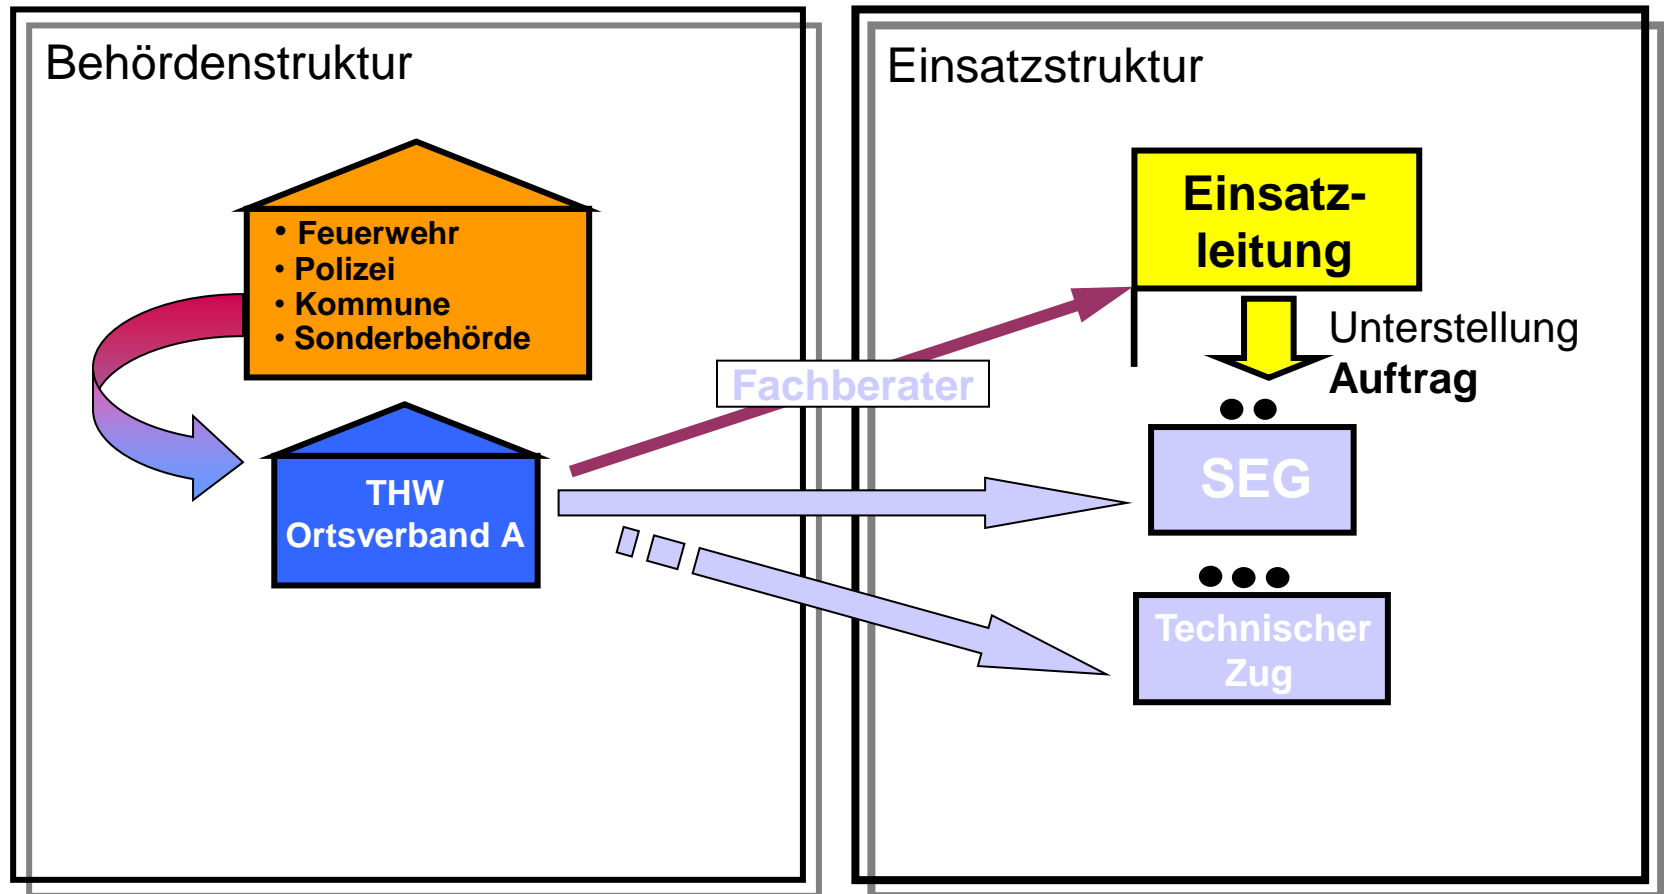 Behördenstruktur
• Feuerwehr
• Polizei
• Kommune
• Sonderbehörde
THW
Ortsverband A
Fachberater
Einsatzstruktur
Einsatz-
leitung
Unterstellung
Auftrag
SEG
Technischer
Zug